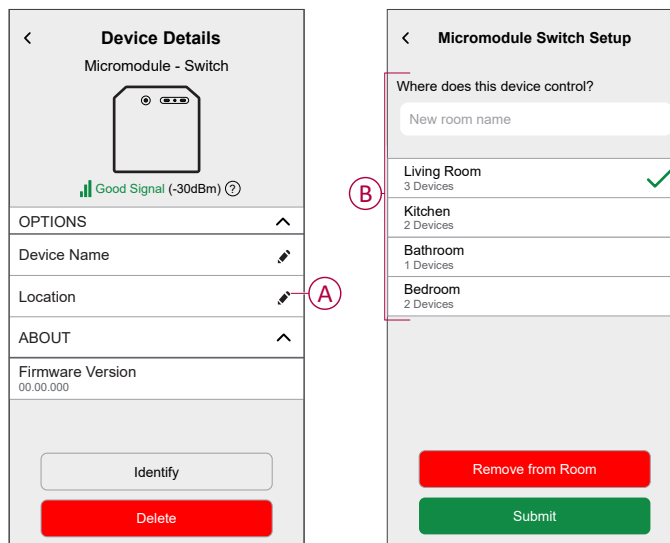 Device Details
Micromodule - Switch
Good Signal (-30dBm) ?
OPTIONS
Device Name
Location
A
ABOUT
Firmware Version
00.00.000
Identify
Delete
Micromodule Switch Setup
Where does this device control?
New room name
B
Living Room
3 Devices
Kitchen
2 Devices
Bathroom
1 Devices
Bedroom
2 Devices
Remove from Room
Submit